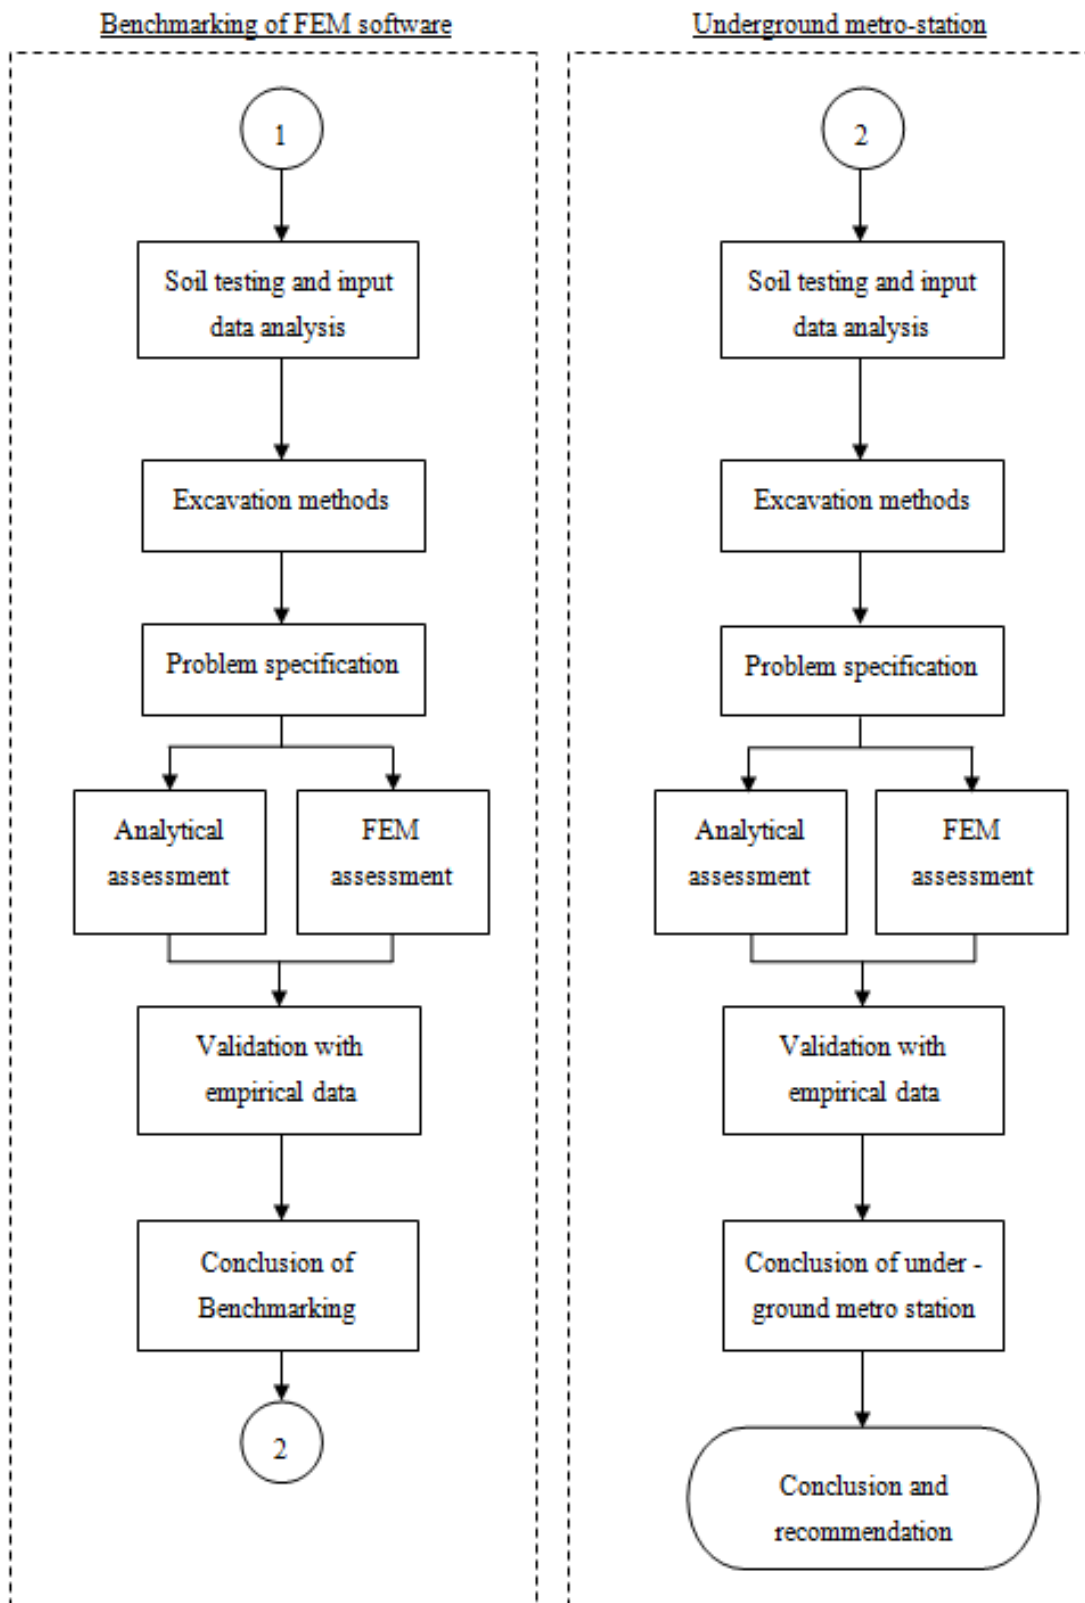 Benchmarking of FEM software
1
Soil testing and input
data analysis
Excavation methods
Problem specification
Analytical
assessment
FEM
assessment
Validation with
empirical data
Conclusion of
Benchmarking
2
Underground metro-station
2
Soil testing and input
data analysis
Excavation methods
Problem specification
Analytical
assessment
FEM
assessment
Validation with
empirical data
Conclusion of under -
ground metro station
Conclusion and
recommendation